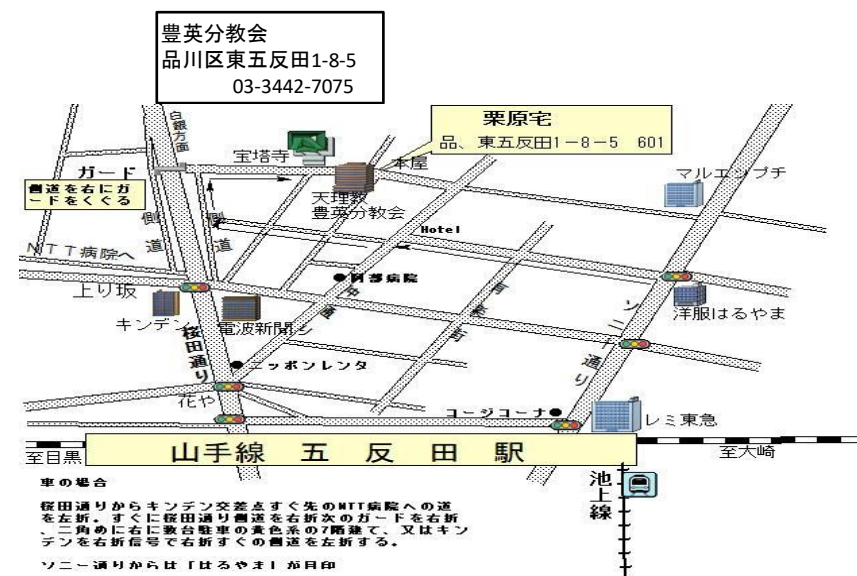 豊英分教会
品川区東五反田1-8-5
03-3442-7075
白銀方面
栗原宅
品、東五反田1－8－5 601
宝塔寺
本屋
ガード
マルエンプチ
側道を右にガ
ードをくぐる
天理教
豊英分教会
側道
側道
Hotel
NTT病院へ
阿部病院
上り坂
キンデン
電波新聞シ
洋服はるやま
ソニー通り
桜田通り
ニッポンレンタ
花や
コージコーナ
レミ東急
山手線 五 反 田 駅
至目黒
至大崎
池上線
車の場合
桜田通りからキンデン交差点すぐ先のNTT病院への道
を左折。すぐに桜田通り側道を右折次のガードを右折
、二角めに右に数台駐車の黄色系の7階建て、又はキン
デンを右折信号で右折すぐの側道を左折する。
ソニー通りからは「はるやま」が目印